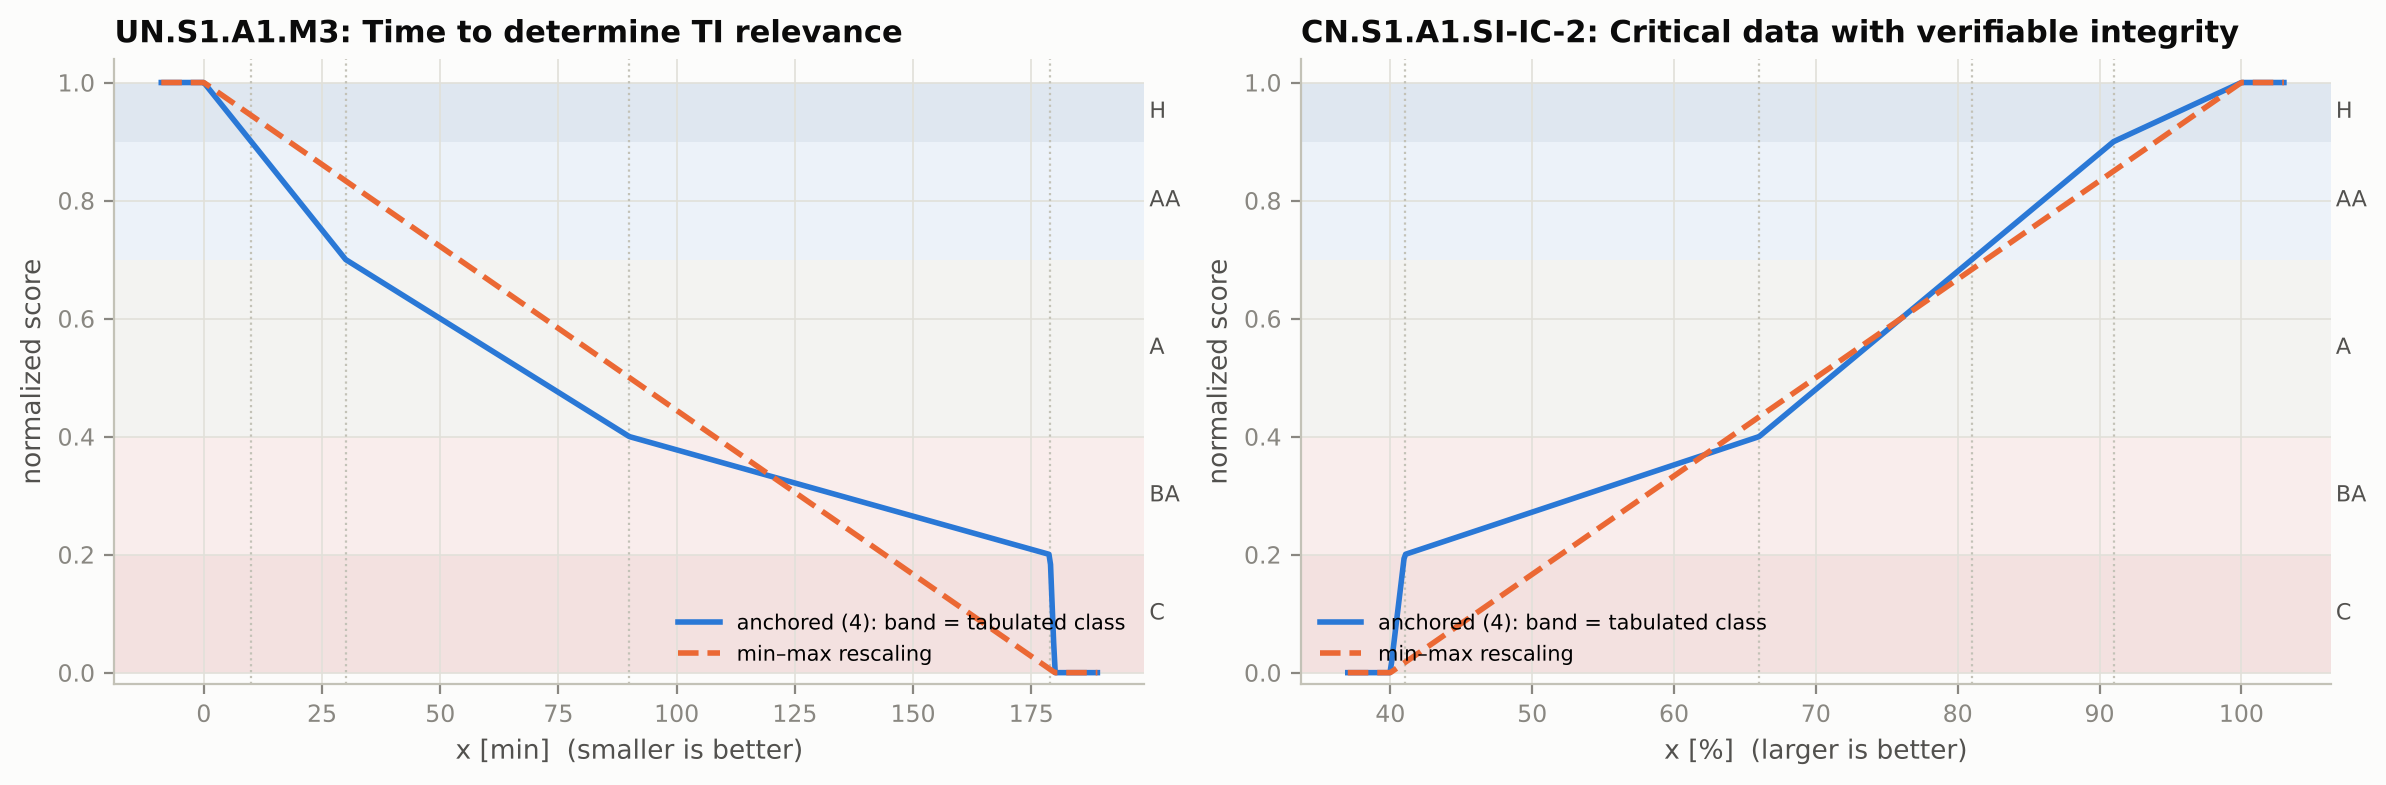 UN.S1.A1.M3: Time to determine TI relevance
1.0
0.8
0.6
0.4
0.2
0.0
normalized score
H
AA
A
BA
C
anchored (4): band = tabulated class
min–max rescaling
0 25 50 75 100 125 150 175
x [min] (smaller is better)
CN.S1.A1.SI-IC-2: Critical data with verifiable integrity
1.0
0.8
0.6
0.4
0.2
0.0
normalized score
H
AA
A
BA
C
anchored (4): band = tabulated class
min–max rescaling
40 50 60 70 80 90 100
x [%] (larger is better)